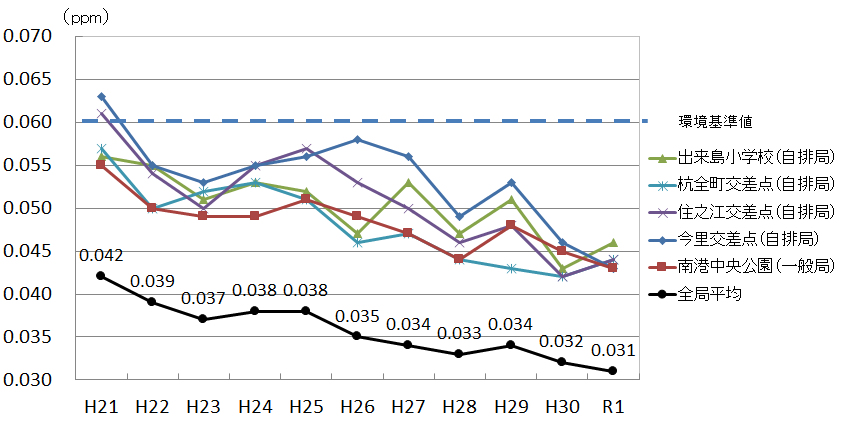 (ppm)
0.070
0.065
0.060
0.055
0.050
0.045
0.040
0.035
0.030
0.042
0.039
0.037
0.038
0.038
0.035
0.034
0.033
0.034
0.032
0.031
H21 H22 H23 H24 H25 H26 H27 H28 H29 H30 R1
環境基準値
出来島小学校(自排局)
杭全町交差点(自排局)
住之江交差点(自排局)
今里交差点(自排局)
南港中央公園(一般局)
全局平均